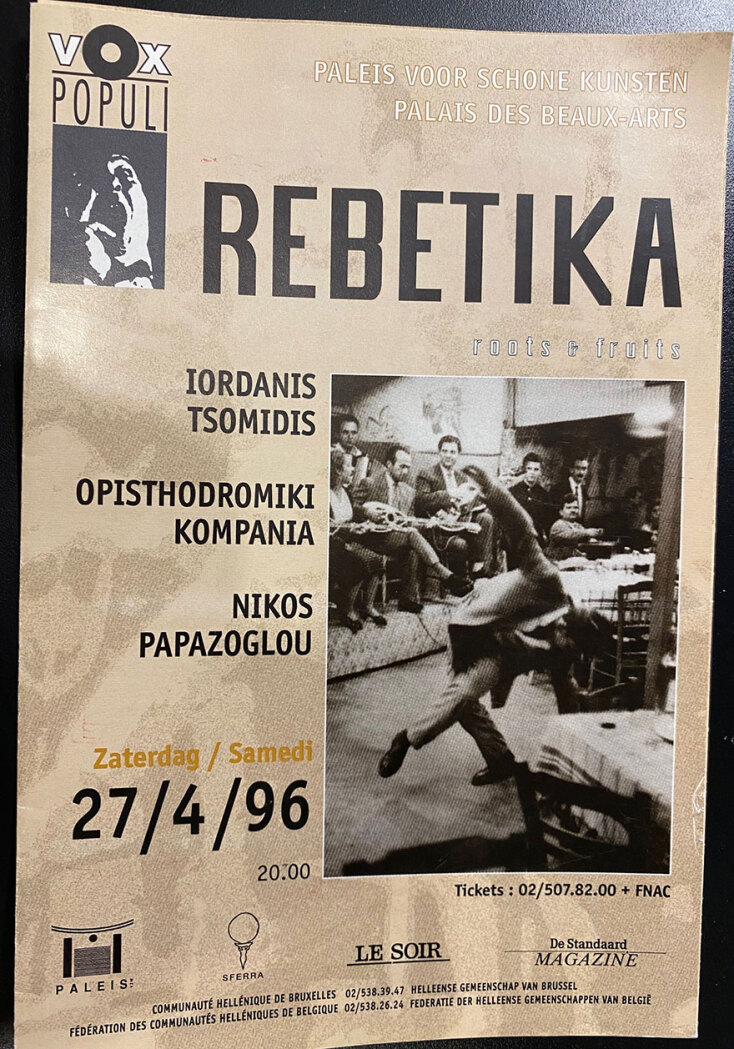 VOX
POPULI
PALEIS VOOR SCHONE KUNSTEN
PALAIS DES BEAUX-ARTS
REBETIKA
roots & fruits
IORDANIS
TSOMIDIS
OPISTHODROMIKI
KOMPANIA
NIKOS
PAPAZOGLOU
Zaterdag / Samedi
27/4/96
20.00
Tickets : 02/507.82.00 + FNAC
PALEIS
SFERRA
LE SOIR
De Standaard
MAGAZINE
COMMUNAUTÉ HELLÉNIQUE DE BRUXELLES 02/538.39.47 HELLEENSE GEMEENSCHAP VAN BRUSSEL
FÉDÉRATION DES COMMUNAUTÉS HELLÉNIQUES DE BELGIQUE 02/538.26.24 FEDERATIE DER HELLEENSE GEMEENSCHAPPEN VAN BELGIË